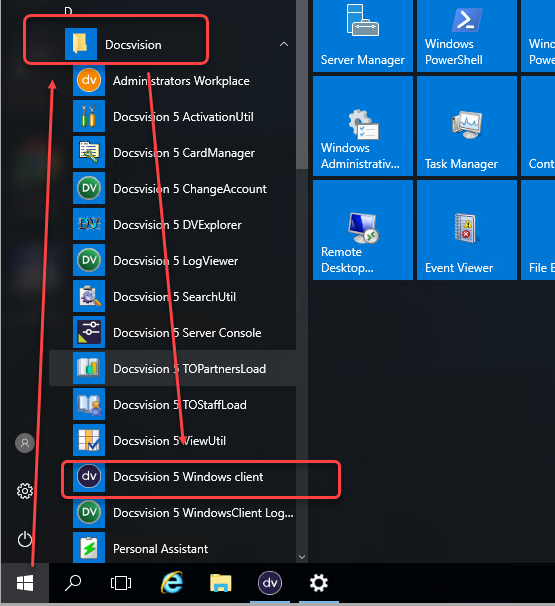 D
Docsvision
Administrators Workplace
Docsvision 5 ActivationUtil
Docsvision 5 CardManager
Docsvision 5 ChangeAccount
Docsvision 5 DVExplorer
Docsvision 5 LogViewer
Docsvision 5 SearchUtil
Docsvision 5 Server Console
Docsvision 5 TOPartnersLoad
Docsvision 5 TOStaffLoad
Docsvision 5 ViewUtil
Docsvision 5 Windows client
Docsvision 5 WindowsClient Log...
Personal Assistant
Server Manager
Windows
PowerShell
Windows
Administrativ...
Task Manager
Remote
Desktop...
Event Viewer
File E